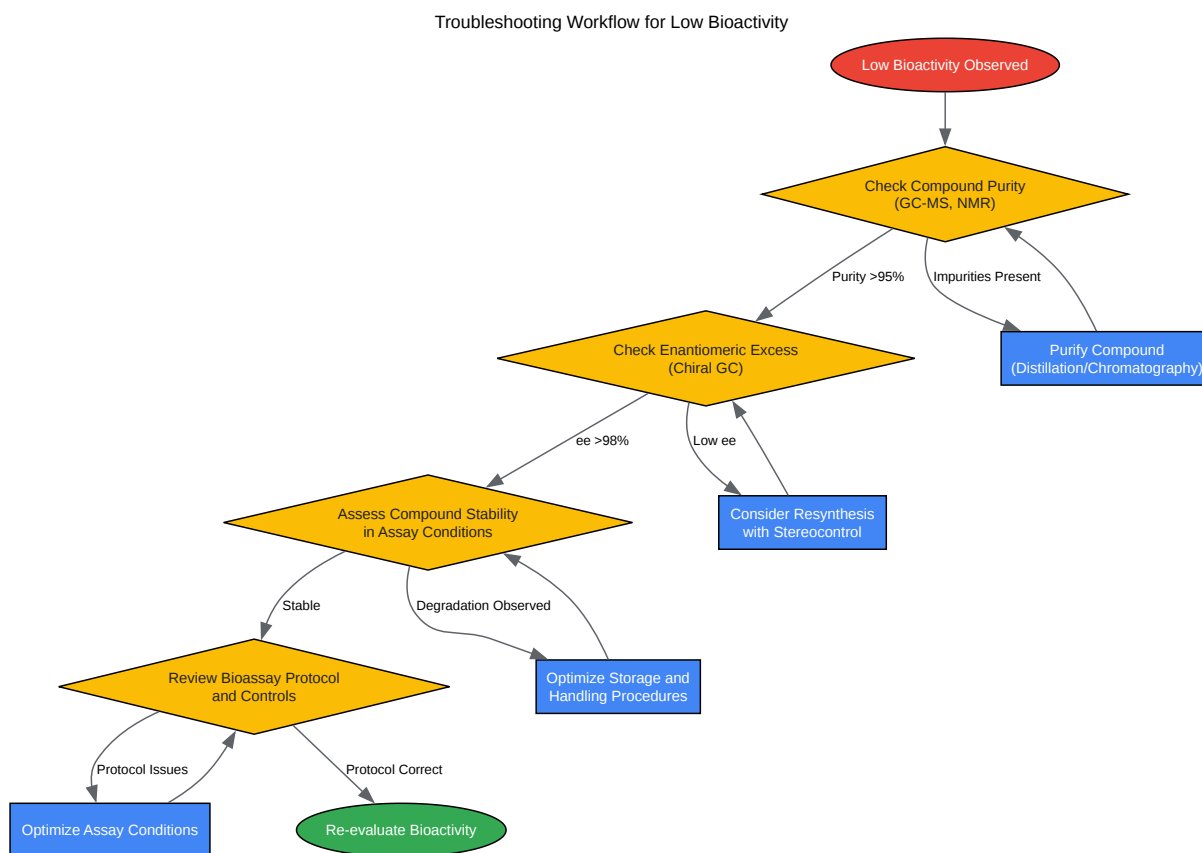 Troubleshooting Workflow for Low Bioactivity
Low Bioactivity Observed
Check Compound Purity
(GC-MS, NMR)
Purity >95%
Impurities Present
Purify Compound
(Distillation/Chromatography)
Check Enantiomeric Excess
(Chiral GC)
ee >98%
Low ee
Consider Resynthesis
with Stereocontrol
Assess Compound Stability
in Assay Conditions
Stable
Degradation Observed
Optimize Storage and
Handling Procedures
Review Bioassay Protocol
and Controls
Protocol Issues
Protocol Correct
Optimize Assay Conditions
Re-evaluate Bioactivity